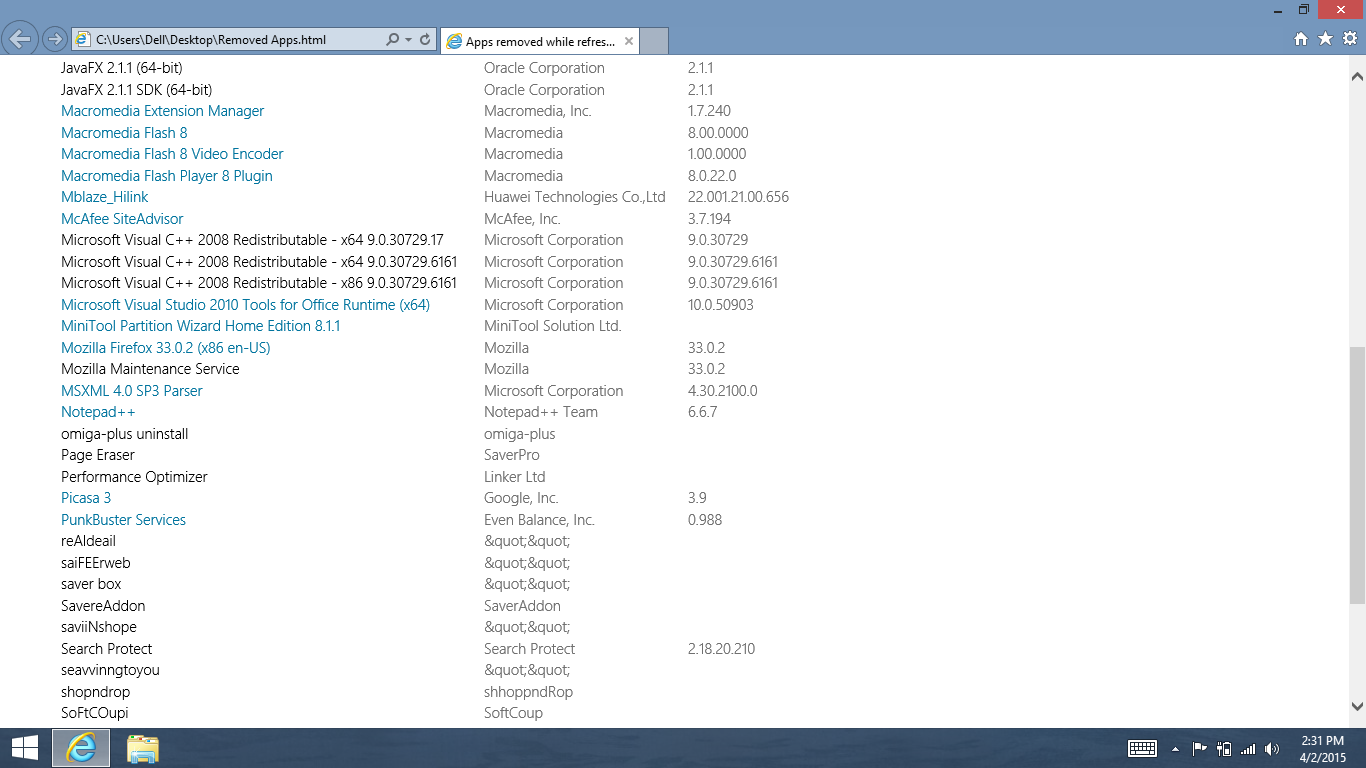 C:\Users\Dell\Desktop\Removed Apps.html
Apps removed while refres...
JavaFX 2.1.1 (64-bit) Oracle Corporation 2.1.1
JavaFX 2.1.1 SDK (64-bit) Oracle Corporation 2.1.1
Macromedia Extension Manager Macromedia, Inc. 1.7.240
Macromedia Flash 8 Macromedia 8.00.0000
Macromedia Flash 8 Video Encoder Macromedia 1.00.0000
Macromedia Flash Player 8 Plugin Macromedia 8.0.22.0
Mblaze_Hilink Huawei Technologies Co.,Ltd 22.001.21.00.656
McAfee SiteAdvisor McAfee, Inc. 3.7.194
Microsoft Visual C++ 2008 Redistributable - x64 9.0.30729.17 Microsoft Corporation 9.0.30729
Microsoft Visual C++ 2008 Redistributable - x64 9.0.30729.6161 Microsoft Corporation 9.0.30729.6161
Microsoft Visual C++ 2008 Redistributable - x86 9.0.30729.6161 Microsoft Corporation 9.0.30729.6161
Microsoft Visual Studio 2010 Tools for Office Runtime (x64) Microsoft Corporation 10.0.50903
MiniTool Partition Wizard Home Edition 8.1.1 MiniTool Solution Ltd.
Mozilla Firefox 33.0.2 (x86 en-US) Mozilla 33.0.2
Mozilla Maintenance Service Mozilla 33.0.2
MSXML 4.0 SP3 Parser Microsoft Corporation 4.30.2100.0
Notepad++ Notepad++ Team 6.6.7
omiga-plus uninstall omiga-plus
Page Eraser SaverPro
Performance Optimizer Linker Ltd
Picasa 3 Google, Inc. 3.9
PunkBuster Services Even Balance, Inc. 0.988
reAldeail &quot;&quot;
saiFEErweb &quot;&quot;
saver box &quot;&quot;
SavereAddon SaverAddon
saviiNshope &quot;&quot;
Search Protect Search Protect 2.18.20.210
seavvinngtoyou &quot;&quot;
shopndrop shhoppndRop
SoFtCOupi SoftCoup
2:31 PM
4/2/2015